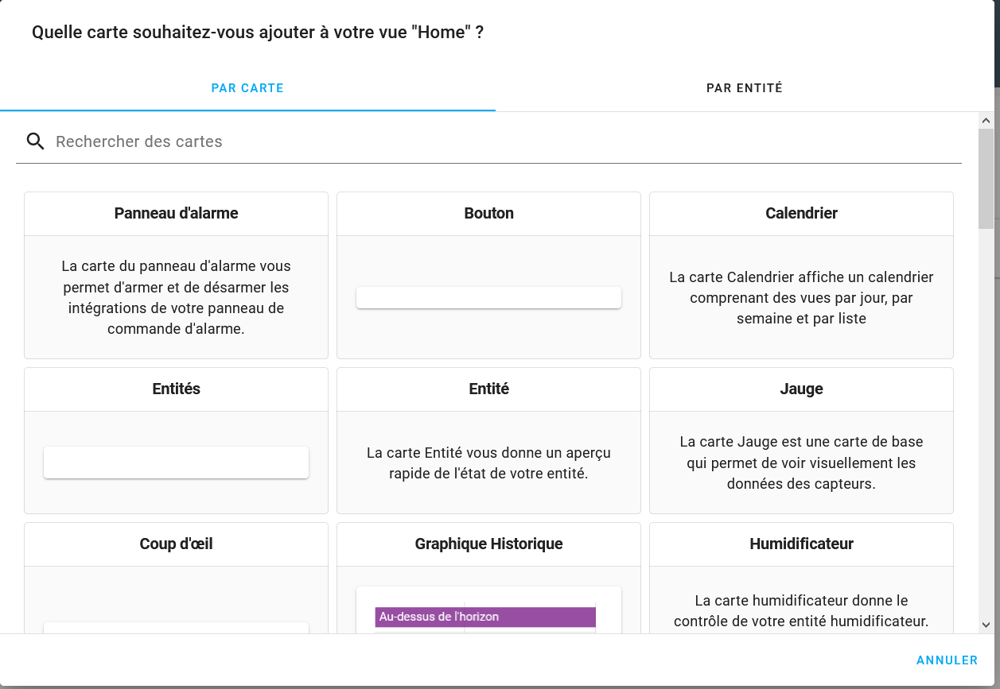 Quelle carte souhaitez-vous ajouter à votre vue "Home" ?
PAR CARTE
PAR ENTITÉ
Rechercher des cartes
Panneau d'alarme
La carte du panneau d'alarme vous
permet d'armer et de désarmer les
intégrations de votre panneau de
commande d'alarme.
Bouton
Calendrier
La carte Calendrier affiche un calendrier
comprenant des vues par jour, par
semaine et par liste
Entités
Entité
La carte Entité vous donne un aperçu
rapide de l'état de votre entité.
Jauge
La carte Jauge est une carte de base
qui permet de voir visuellement les
données des capteurs.
Coup d'œil
Graphique Historique
Au-dessus de l'horizon
Humidificateur
La carte humidificateur donne le
contrôle de votre entité humidificateur.
ANNULER